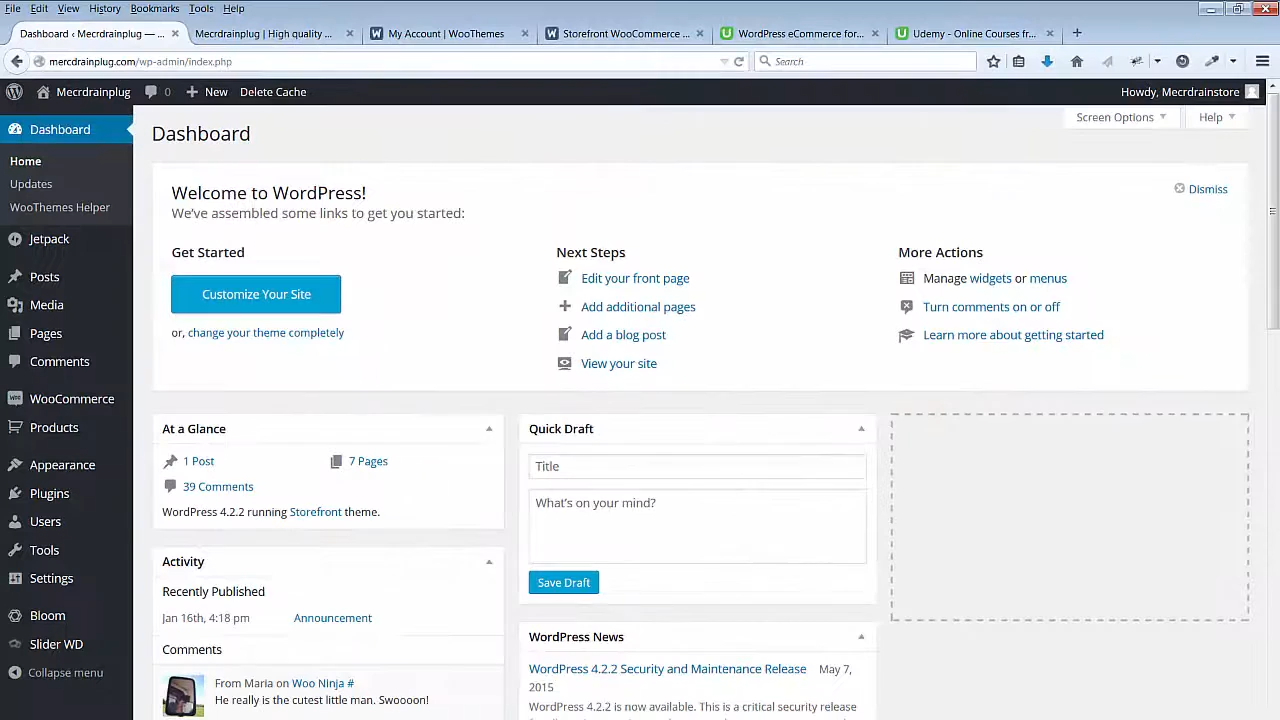 File Edit View History Bookmarks Tools Help
Dashboard ‹ Mecrdrainplug — ... Mecrdrainplug | High quality ... My Account | WooThemes Storefront WooCommerce ... WordPress eCommerce for... Udemy - Online Courses fr...
mercdrainplug.com/wp-admin/index.php Search
Mecrdrainplug 0 New Delete Cache Howdy, Mecrdrainstore
Dashboard
Home
Updates
WooThemes Helper
Jetpack
Posts
Media
Pages
Comments
WooCommerce
Products
Appearance
Plugins
Users
Tools
Settings
Bloom
Slider WD
Collapse menu
Screen Options Help
Dashboard
Welcome to WordPress!
Dismiss
We've assembled some links to get you started:
Get Started
Customize Your Site
or, change your theme completely
Next Steps
Edit your front page
Add additional pages
Add a blog post
View your site
More Actions
Manage widgets or menus
Turn comments on or off
Learn more about getting started
At a Glance
1 Post 7 Pages
39 Comments
WordPress 4.2.2 running Storefront theme.
Activity
Recently Published
Jan 16th, 4:18 pm Announcement
Comments
From Maria on Woo Ninja #
He really is the cutest little man. Swoooon!
Quick Draft
Title
What's on your mind?
Save Draft
WordPress News
WordPress 4.2.2 Security and Maintenance Release May 7,
2015
WordPress 4.2.2 is now available. This is a critical security release